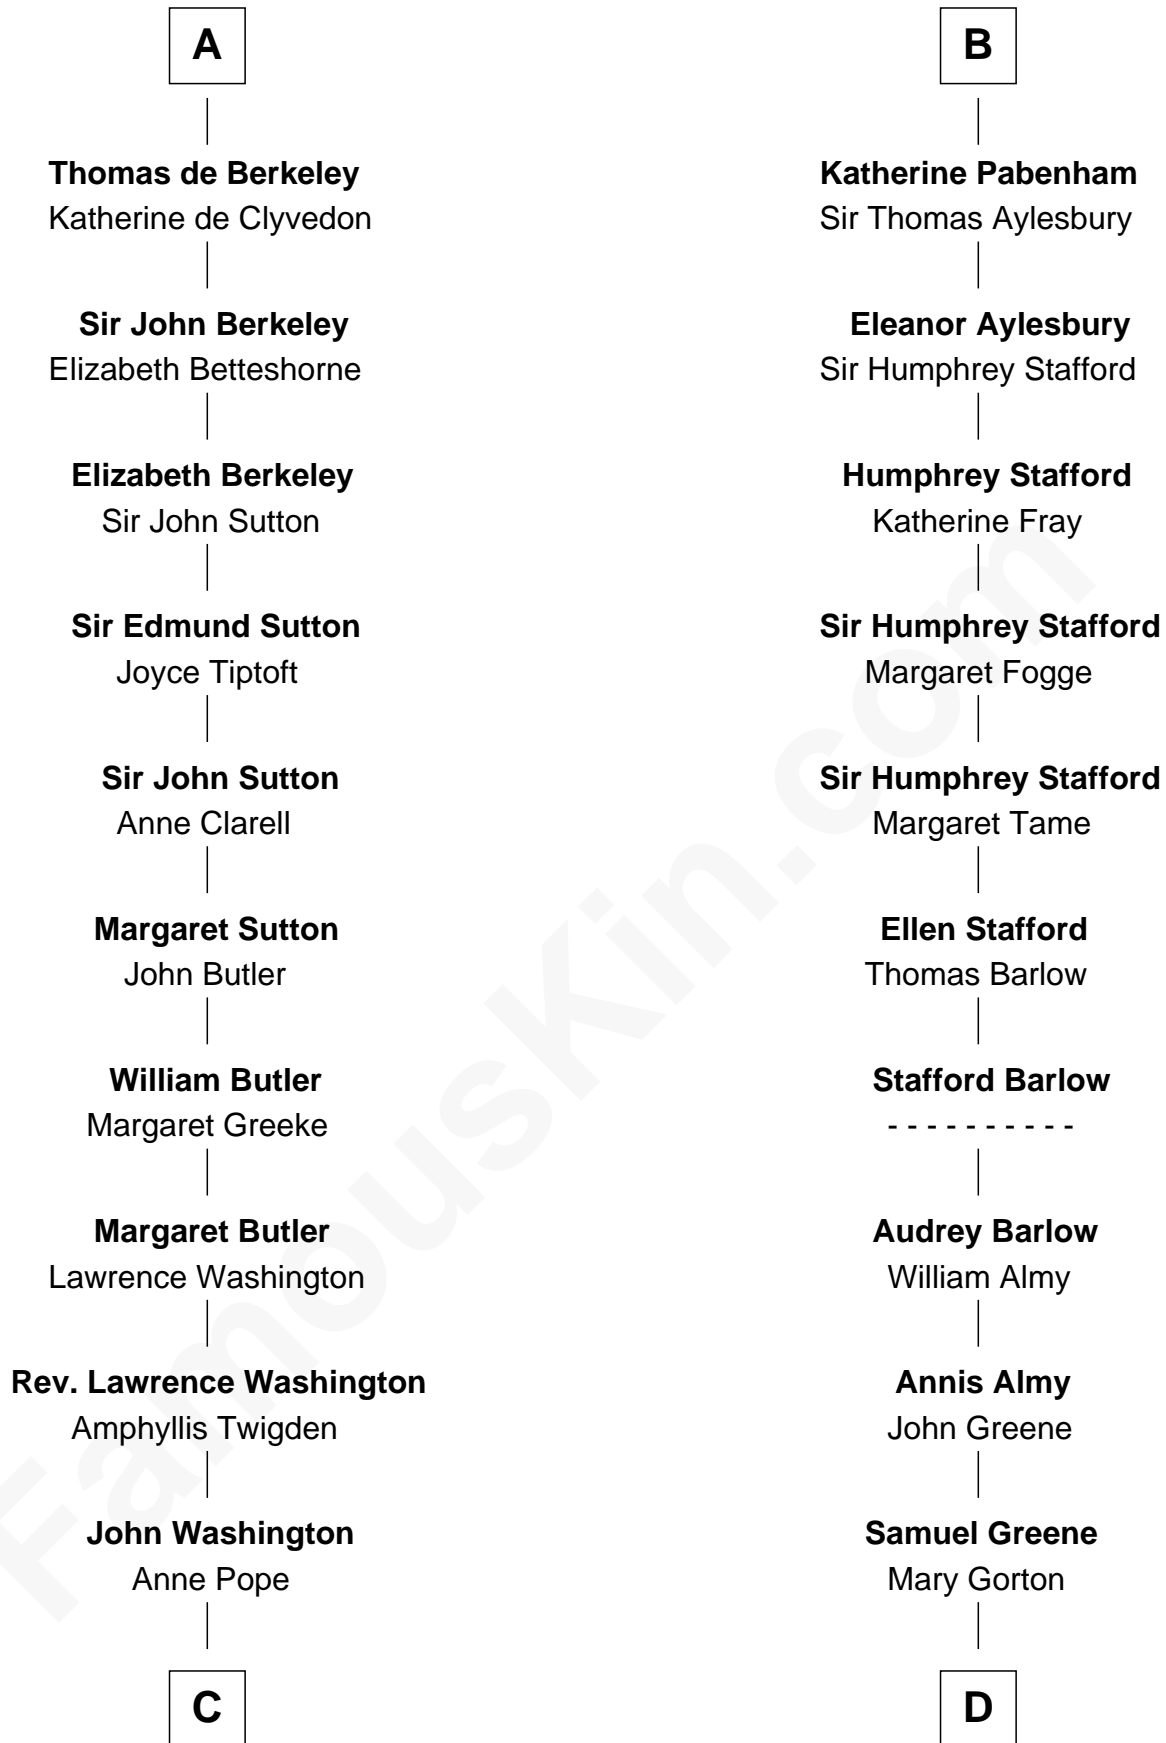 A
Thomas de Berkeley
Katherine de Clyvedon
Sir John Berkeley
Elizabeth Betteshorne
Elizabeth Berkeley
Sir John Sutton
Sir Edmund Sutton
Joyce Tiptoft
Sir John Sutton
Anne Clarell
Margaret Sutton
John Butler
William Butler
Margaret Greeke
Margaret Butler
Lawrence Washington
Rev. Lawrence Washington
Amphyllis Twigden
John Washington
Anne Pope
C
B
Katherine Pabenham
Sir Thomas Aylesbury
Eleanor Aylesbury
Sir Humphrey Stafford
Humphrey Stafford
Katherine Fray
Sir Humphrey Stafford
Margaret Fogge
Sir Humphrey Stafford
Margaret Tame
Ellen Stafford
Thomas Barlow
Stafford Barlow
- - - - - - - - - -
Audrey Barlow
William Almy
Annis Almy
John Greene
Samuel Greene
Mary Gorton
D
FamousKin.com